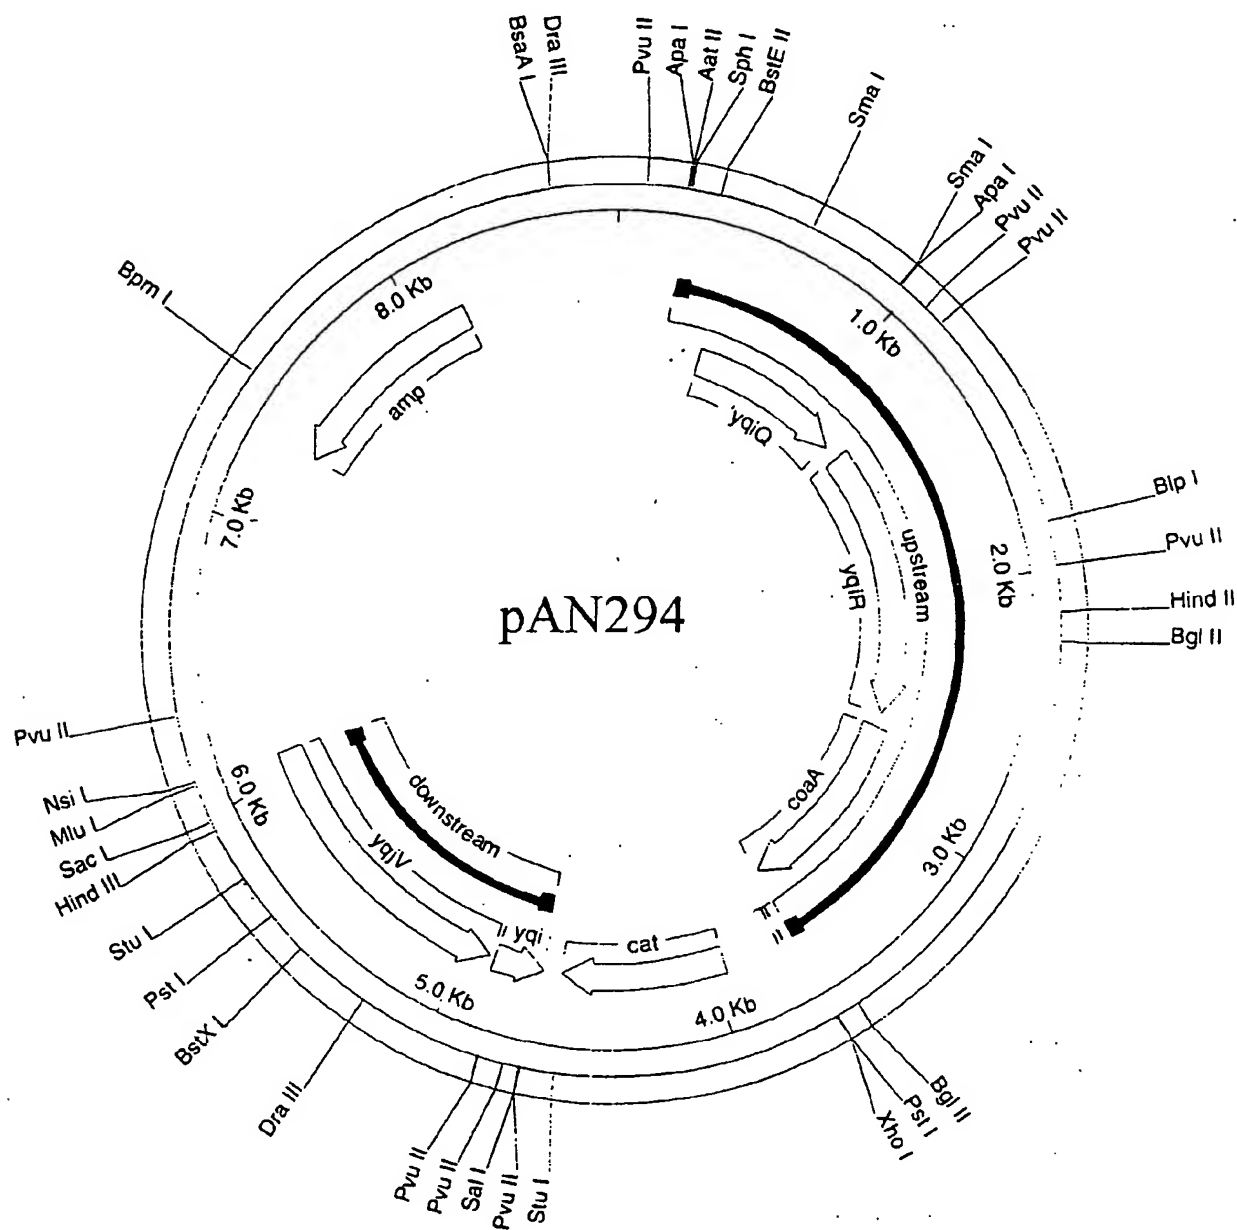 BsaA I
Dra III
Pvu II
Apa I
Aat II
Sph I
BstE II
Sma I
Sma I
Apa I
Pvu II
Pvu II
Bpm I
8.0 Kb
1.0 Kb
amp
'yqiQ
7.0 Kb
Blp I
Pvu II
Hind II
Bgl II
2.0 Kb
upstream
yqiR
pAN294
Pvu II
Nsi I
Mlu I
Sac I
Hind III
Stu I
Pst I
BstX I
Dra III
6.0 Kb
downstream
yqjV
coaA
3.0 Kb
yqi
cat
5.0 Kb
4.0 Kb
Bgl II
Pst I
Xho I
Pvu II
Pvu II
Sal I
Pvu II
Stu I